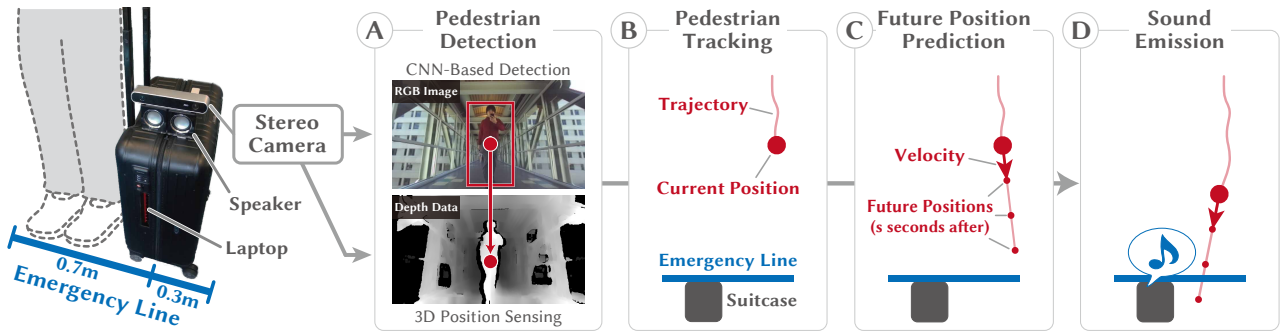 Stereo
Camera
Speaker
Laptop
0.7m
0.3m
Emergency Line
A
Pedestrian
Detection
CNN-Based Detection
RGB Image
Depth Data
3D Position Sensing
B
Pedestrian
Tracking
Trajectory
Current Position
Emergency Line
Suitcase
C
Future Position
Prediction
Velocity
Future Positions
(s seconds after)
D
Sound
Emission